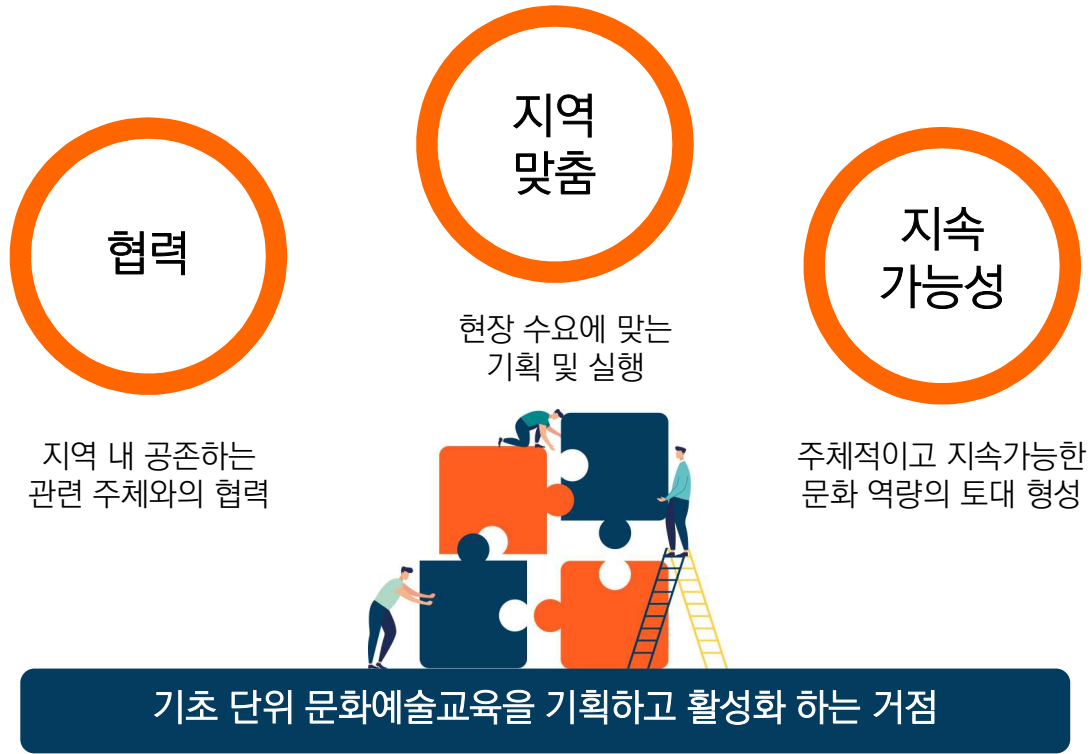 협력
지역 내 공존하는
관련 주체와의 협력
지역
맞춤
현장 수요에 맞는
기획 및 실행
지속
가능성
주체적이고 지속가능한
문화 역량의 토대 형성
기초 단위 문화예술교육을 기획하고 활성화 하는 거점